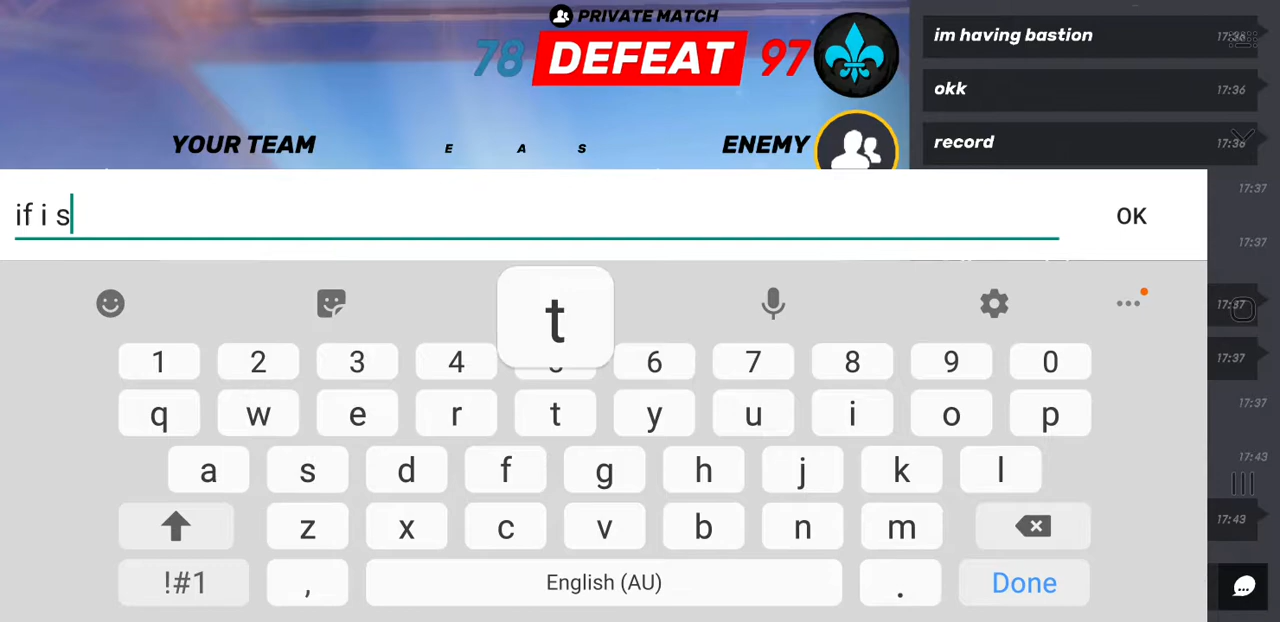 PRIVATE MATCH
78 DEFEAT 97
YOUR TEAM E A S ENEMY
im having bastion
okk 17:36
record 17:36
17:37
17:37
17:37
17:37
17:37
17:43
17:43
if i s
OK
t
1 2 3 4 6 7 8 9 0
q w e r t y u i o p
a s d f g h j k l
z x c v b n m
!#1 , English (AU) . Done